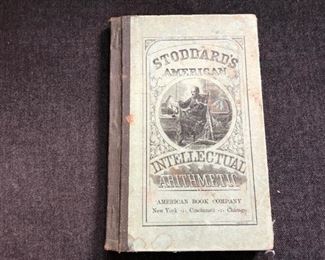 STODDARD'S
AMERICAN
INTELLECTUAL
ARITHMETIC
AMERICAN BOOK COMPANY
New York -:- Cincinnati -:- Chicago